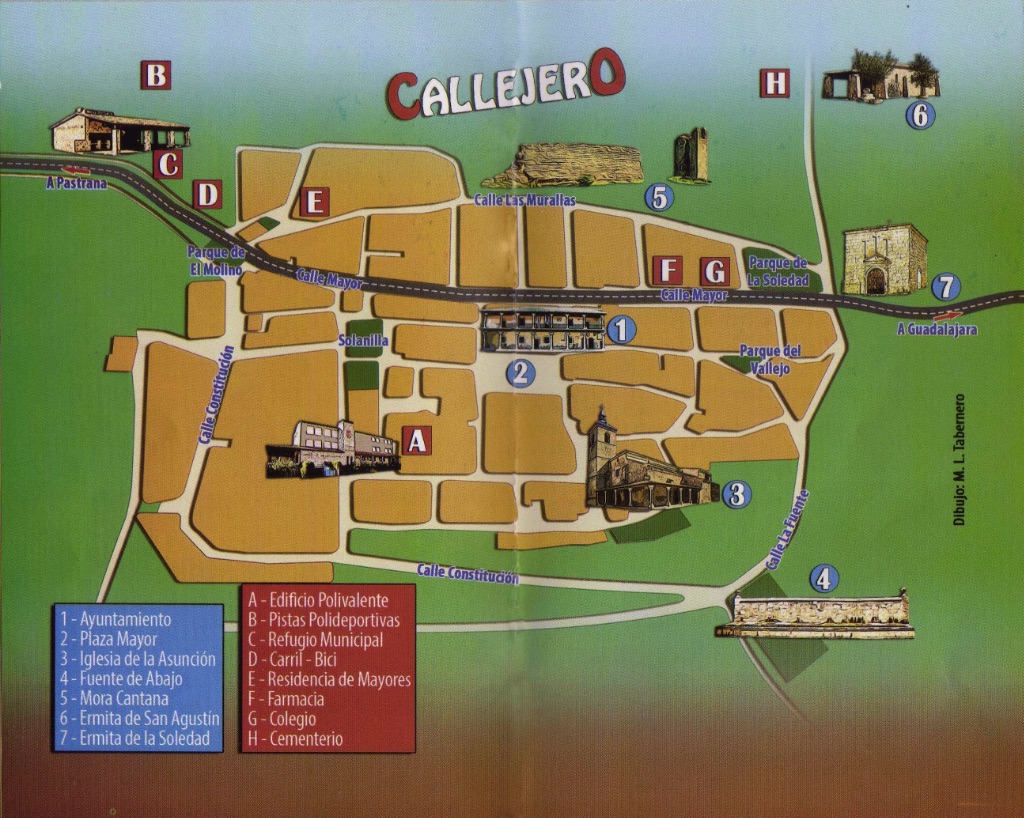 CALLEJERO
B
H
6
C
A Pastrana
D
E
Calle Las Murallas
5
Parque de
El Molino
Calle Mayor
F
G
Parque de
La Soledad
Calle Mayor
7
A Guadalajara
1
Solanilla
2
Parque del
Vallejo
Calle Constitución
A
3
Dibujo: M. L. Tabernero
Calle La Fuente
Calle Constitución
4
1 - Ayuntamiento
2 - Plaza Mayor
3 - Iglesia de la Asunción
4 - Fuente de Abajo
5 - Mora Cantana
6 - Ermita de San Agustín
7 - Ermita de la Soledad
A - Edificio Polivalente
B - Pistas Polideportivas
C - Refugio Municipal
D - Carril - Bici
E - Residencia de Mayores
F - Farmacia
G - Colegio
H - Cementerio